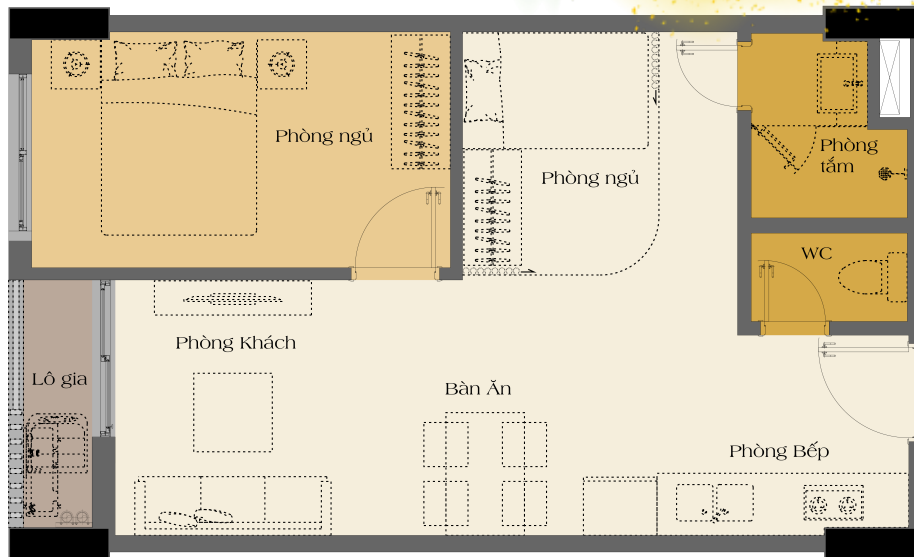 Phòng ngủ
Phòng ngủ
Phòng
tắm
WC
Phòng Khách
Lô gia
Bàn Ăn
Phòng Bếp